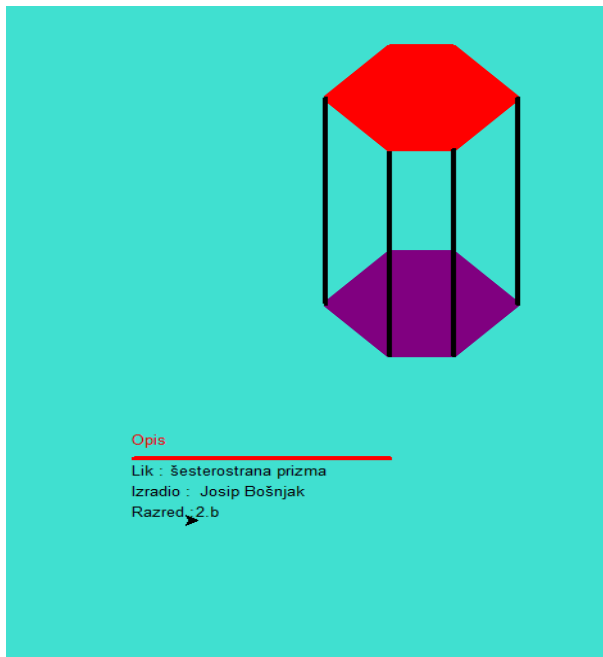 Opis
Lik : šesterostrana prizma
Izradio : Josip Bošnjak
Razred :2.b